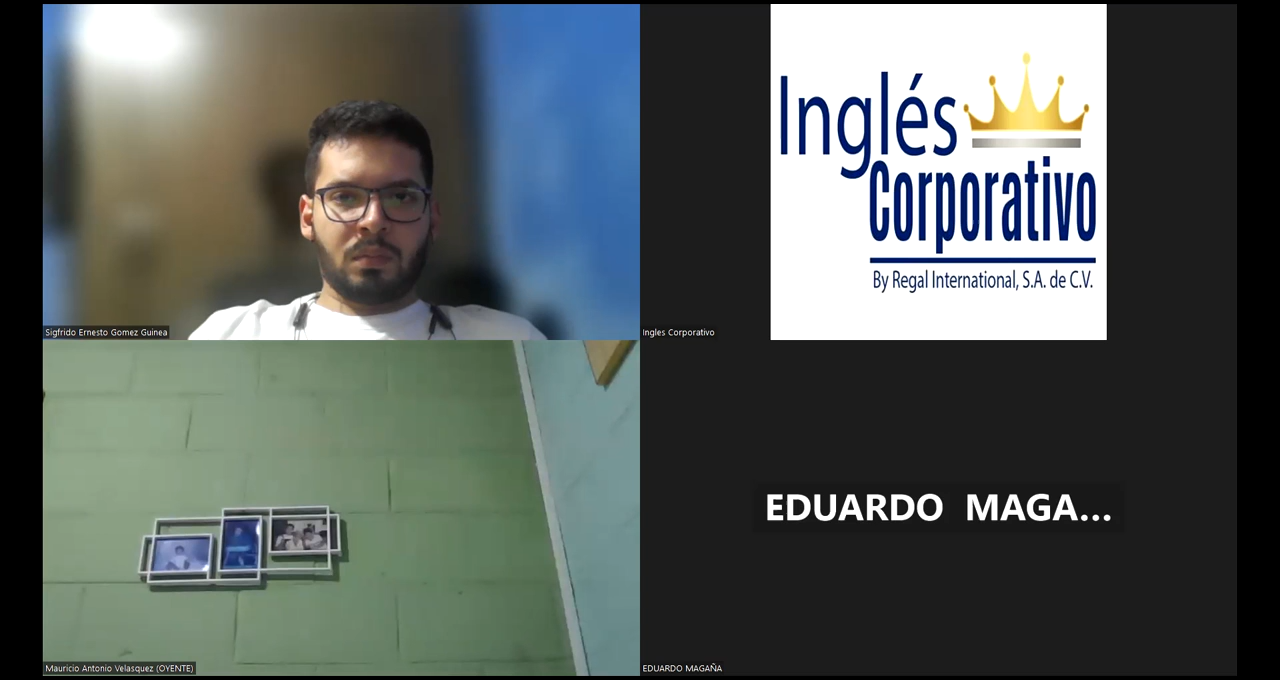 Sigfrido Ernesto Gomez Guinea
Inglés
Corporativo
By Regal International, S.A. de C.V.
Ingles Corporativo
Mauricio Antonio Velasquez (OYENTE)
EDUARDO MAGA...
EDUARDO MAGAÑA